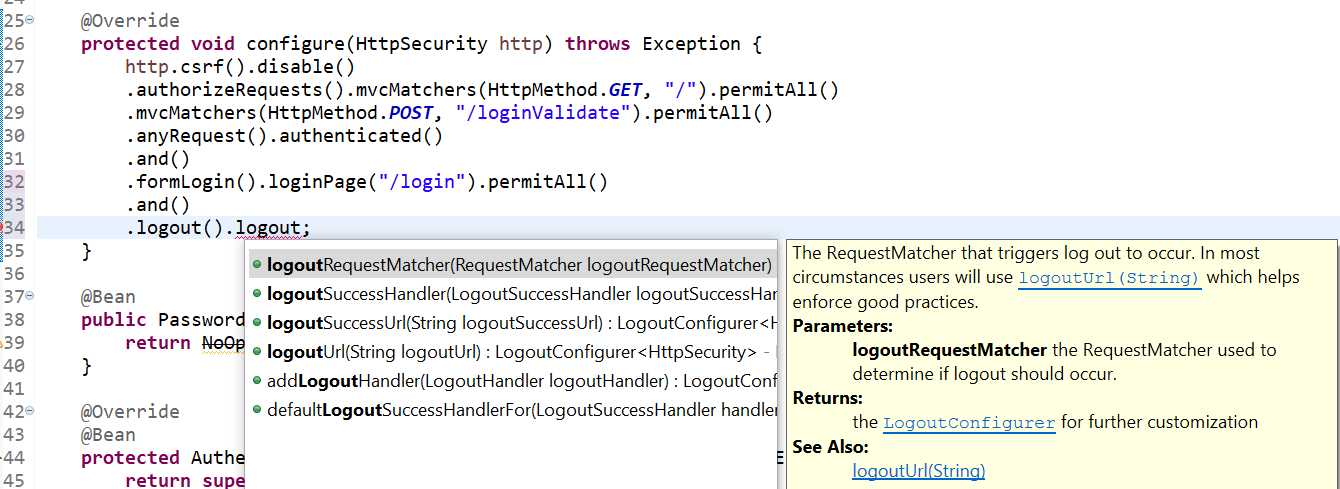 25 @Override
26 protected void configure(HttpSecurity http) throws Exception {
27 http.csrf().disable()
28 .authorizeRequests().mvcMatchers(HttpMethod.GET, "/").permitAll()
29 .mvcMatchers(HttpMethod.POST, "/loginValidate").permitAll()
30 .anyRequest().authenticated()
31 .and()
32 .formLogin().loginPage("/login").permitAll()
33 .and()
34 .logout().logout;
35 }
36
37 @Bean
38 public Password
39 return NoOp
40 }
41
42 @Override
43 @Bean
44 protected Authe
45 return supe
logoutRequestMatcher(RequestMatcher logoutRequestMatcher)
logoutSuccessHandler(LogoutSuccessHandler logoutSuccessHar
logoutSuccessUrl(String logoutSuccessUrl) : LogoutConfigurer<H
logoutUrl(String logoutUrl) : LogoutConfigurer<HttpSecurity> -
addLogoutHandler(LogoutHandler logoutHandler) : LogoutConf
defaultLogoutSuccessHandlerFor(LogoutSuccessHandler handler
The RequestMatcher that triggers log out to occur. In most
circumstances users will use logoutUrl(String) which helps
enforce good practices.
Parameters:
logoutRequestMatcher the RequestMatcher used to
determine if logout should occur.
Returns:
the LogoutConfigurer for further customization
See Also:
logoutUrl(String)